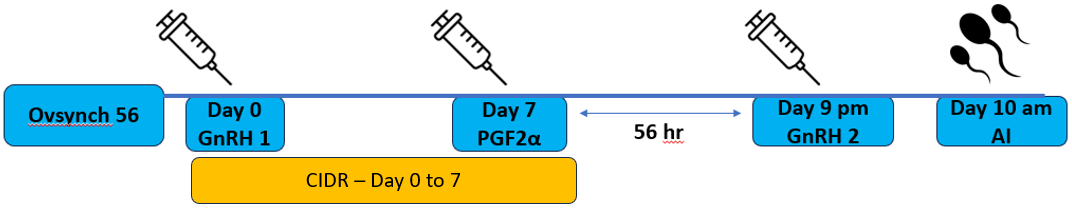 Ovsynch 56
Day 0
GnRH 1
Day 7
PGF2α
56 hr
Day 9 pm
GnRH 2
Day 10 am
AI
CIDR – Day 0 to 7